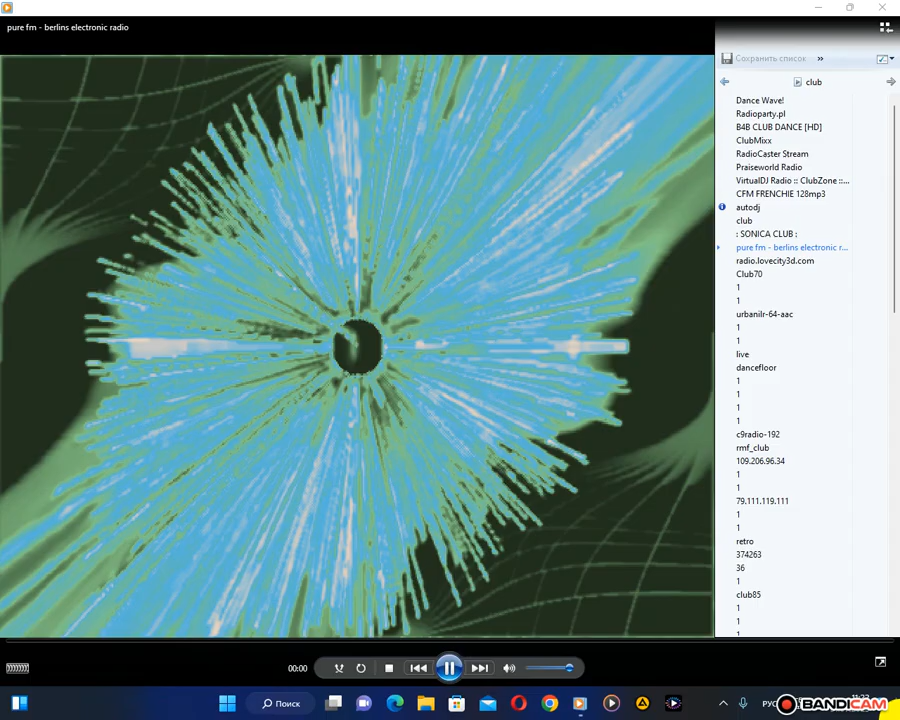 pure fm - berlins electronic radio
Сохранить список »
club
Dance Wave!
Radioparty.pl
B4B CLUB DANCE [HD]
ClubMixx
RadioCaster Stream
Praiseworld Radio
VirtualDJ Radio :: ClubZone ::...
CFM FRENCHIE 128mp3
autodj
club
: SONICA CLUB :
pure fm - berlins electronic r...
radio.lovecity3d.com
Club70
1
1
urbanilr-64-aac
1
1
live
dancefloor
1
1
1
1
c9radio-192
rmf_club
109.206.96.34
1
1
79.111.119.111
1
1
retro
374263
36
1
club85
1
1
1
00:00
Поиск
РУС
BANDICAM